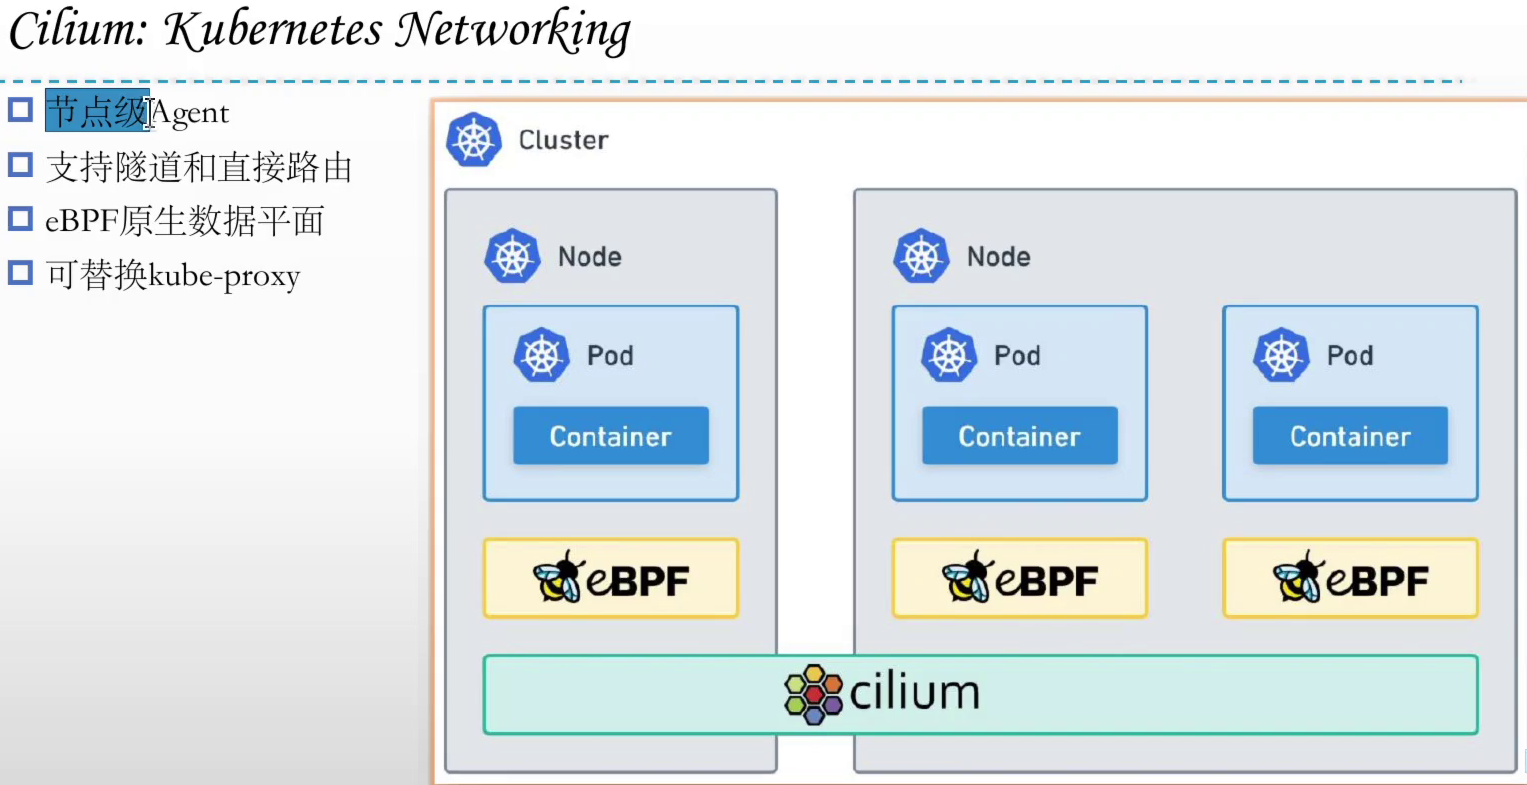 Cilium: Kubernetes Networking
节点级Agent
支持隧道和直接路由
eBPF原生数据平面
可替换kube-proxy
Cluster
Node
Pod
Container
eBPF
Node
Pod
Container
eBPF
Pod
Container
eBPF
cilium